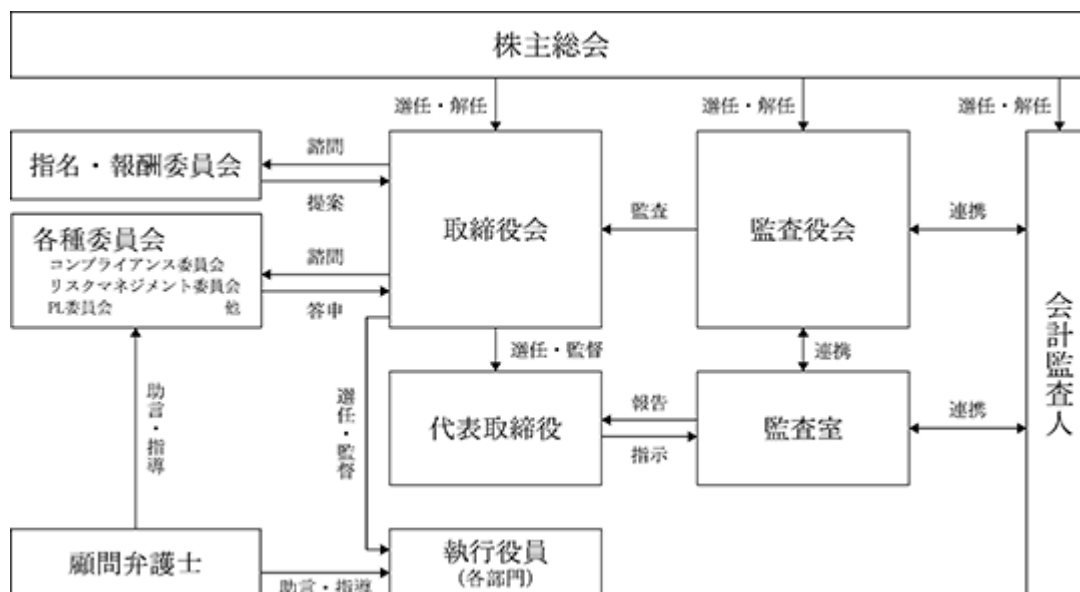 株主総会
選任・解任
選任・解任
選任・解任
指名・報酬委員会
諮問
提案
取締役会
監査
監査役会
連携
各種委員会
コンプライアンス委員会
リスクマネジメント委員会
PL委員会 他
諮問
答申
会計監査人
選任・監督
連携
助言・指導
選任・監督
代表取締役
報告
指示
監査室
連携
顧問弁護士
助言・指導
執行役員
(各部門)